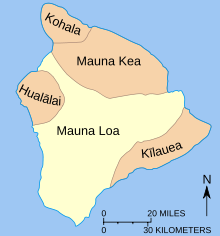 Kohala
Mauna Kea
Hualālai
Mauna Loa
Kīlauea
N
0 20 MILES
0 30 KILOMETERS